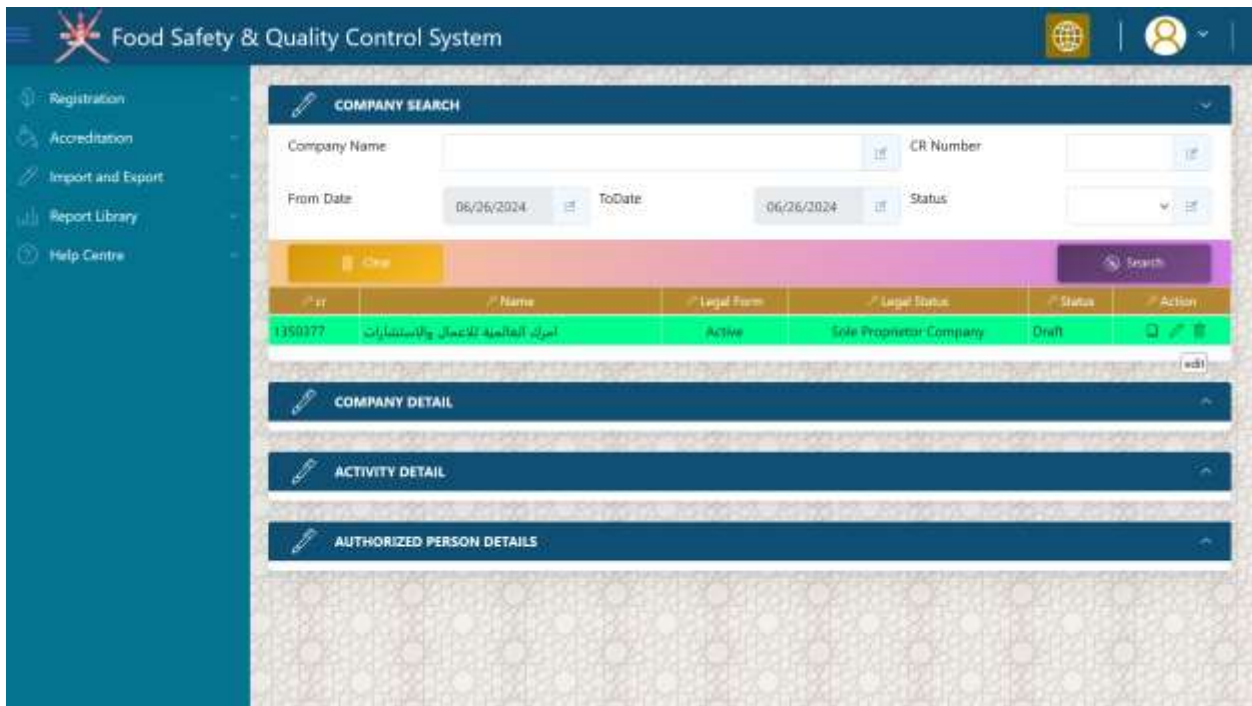 Food Safety & Quality Control System
Registration
Accreditation
Import and Export
Report Library
Help Centre
COMPANY SEARCH
Company Name
CR Number
From Date
06/26/2024
ToDate
06/26/2024
Status
Clear
Search
cr Name Legal Form Legal Status Status Action
1350377 امرك العالمية للاعمال والاستشارات Active Sole Proprietor Company Draft
edit
COMPANY DETAIL
ACTIVITY DETAIL
AUTHORIZED PERSON DETAILS